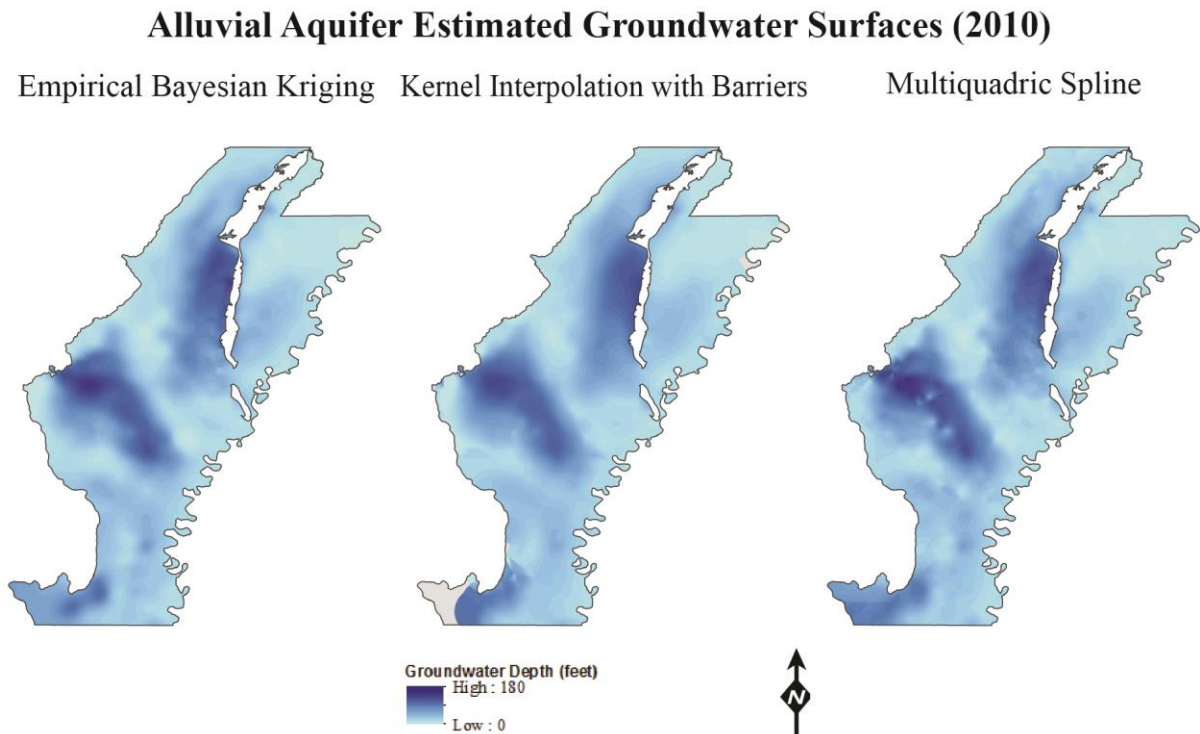 Alluvial Aquifer Estimated Groundwater Surfaces (2010)
Empirical Bayesian Kriging
Kernel Interpolation with Barriers
Multiquadric Spline
Groundwater Depth (feet)
High : 180
Low : 0
N